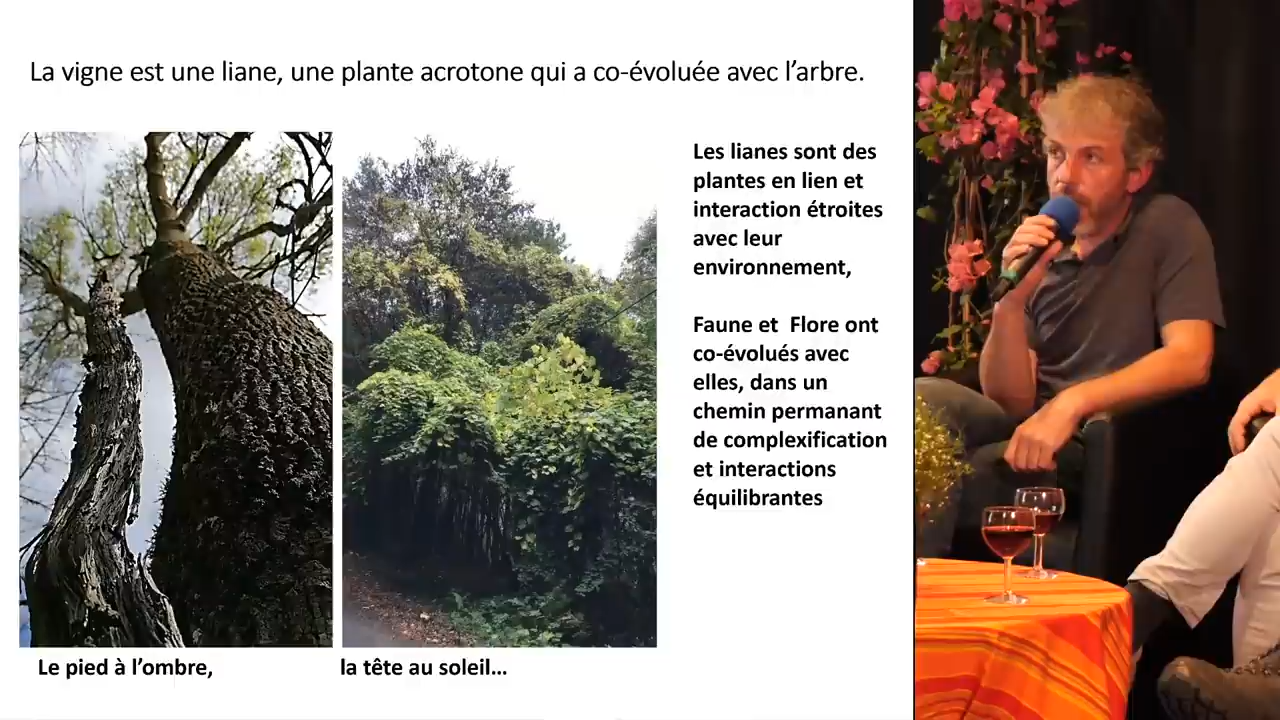 La vigne est une liane, une plante acrotone qui a co-évoluée avec l’arbre.
Les lianes sont des
plantes en lien et
interaction étroites
avec leur
environnement,
Faune et  Flore ont
co-évolués avec
elles, dans un
chemin permanant
de complexification
et interactions
équilibrantes
Le pied à l’ombre,
la tête au soleil…